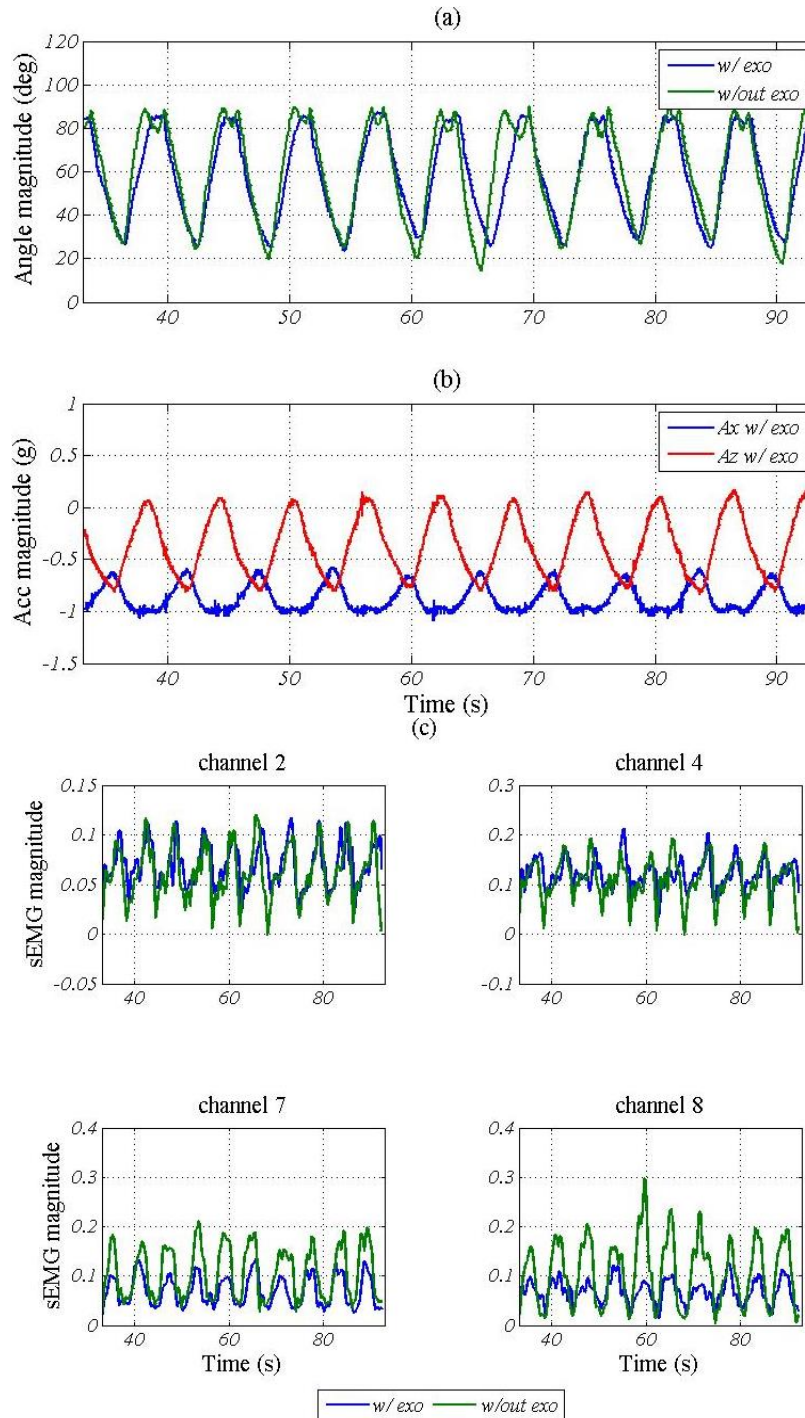 (a)
120
100
80
60
40
20
0
Angle magnitude (deg)
w/ exo
w/out exo
40 50 60 70 80 90
(b)
1
0.5
0
-0.5
-1
-1.5
Acc magnitude (g)
Ax w/ exo
Az w/ exo
40 50 60 70 80 90
Time (s)
(c)
channel 2
0.15
0.1
0.05
0
-0.05
sEMG magnitude
40 60 80
channel 4
0.3
0.2
0.1
0
-0.1
40 60 80
channel 7
0.4
0.3
0.2
0.1
0
sEMG magnitude
40 60 80
Time (s)
channel 8
0.4
0.3
0.2
0.1
0
40 60 80
Time (s)
w/ exo w/out exo